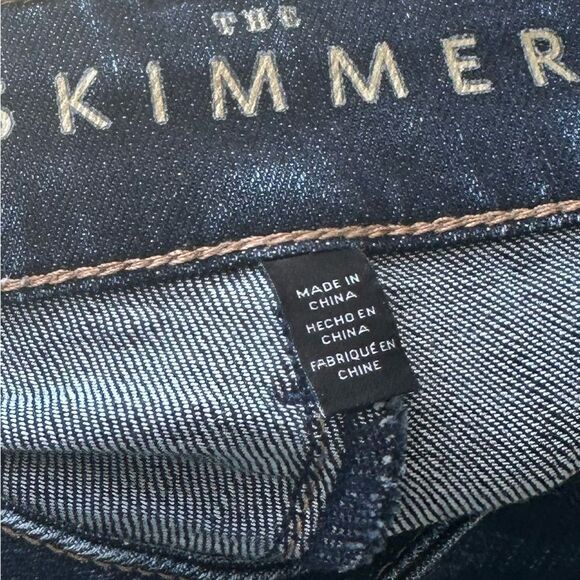 THE
SKIMMER
MADE IN
CHINA
HECHO EN
CHINA
FABRIQUÉ EN
CHINE